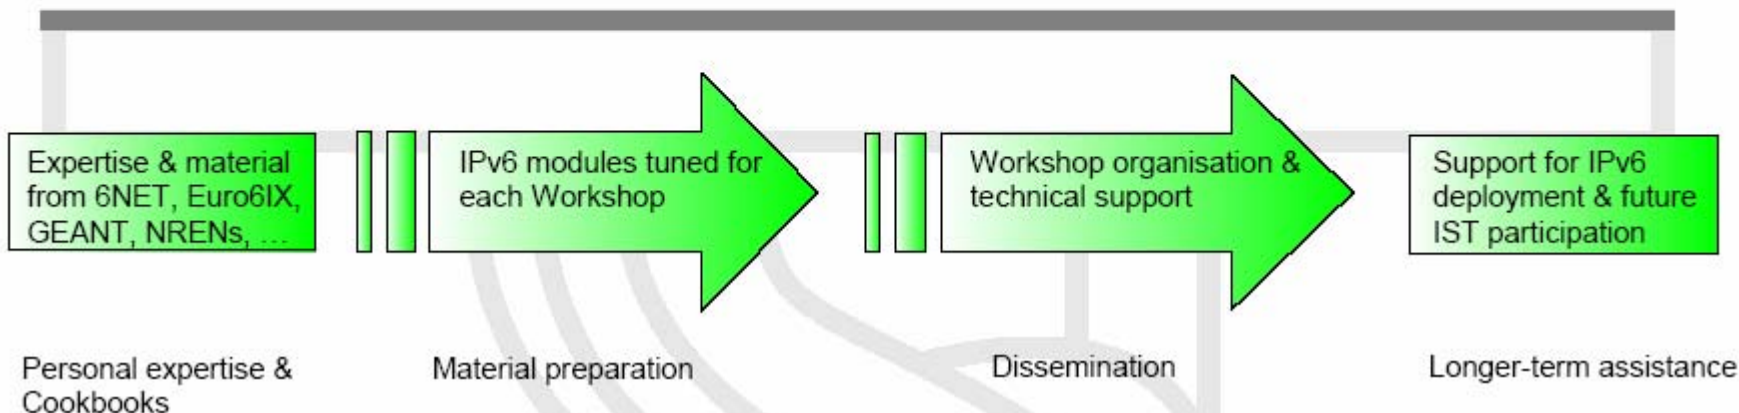 Expertise & material
from 6NET, Euro6IX,
GEANT, NRENs, ...
IPv6 modules tuned for
each Workshop
Workshop organisation &
technical support
Support for IPv6
deployment & future
IST participation
Personal expertise &
Cookbooks
Material preparation
Dissemination
Longer-term assistance